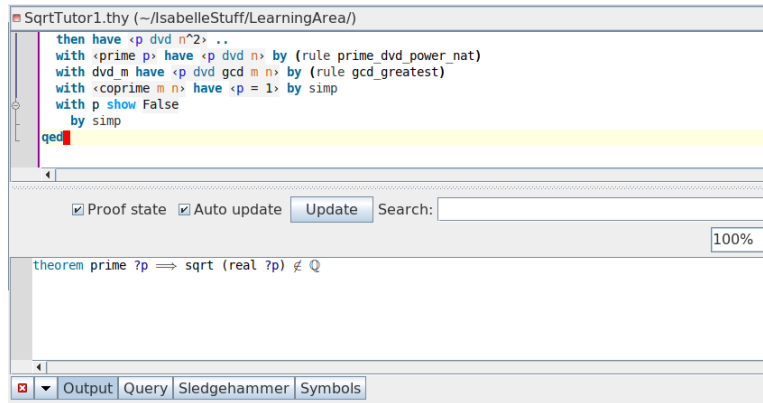 SqrtTutor1.thy (~/IsabelleStuff/LearningArea/)
then have ‹p dvd n^2› ..
with ‹prime p› have ‹p dvd n› by (rule prime_dvd_power_nat)
with dvd_m have ‹p dvd gcd m n› by (rule gcd_greatest)
with ‹coprime m n› have ‹p = 1› by simp
with p show False
by simp
qed
Proof state Auto update Update Search:
100%
theorem prime ?p ⟹ sqrt (real ?p) ∉ ℚ
Output Query Sledgehammer Symbols